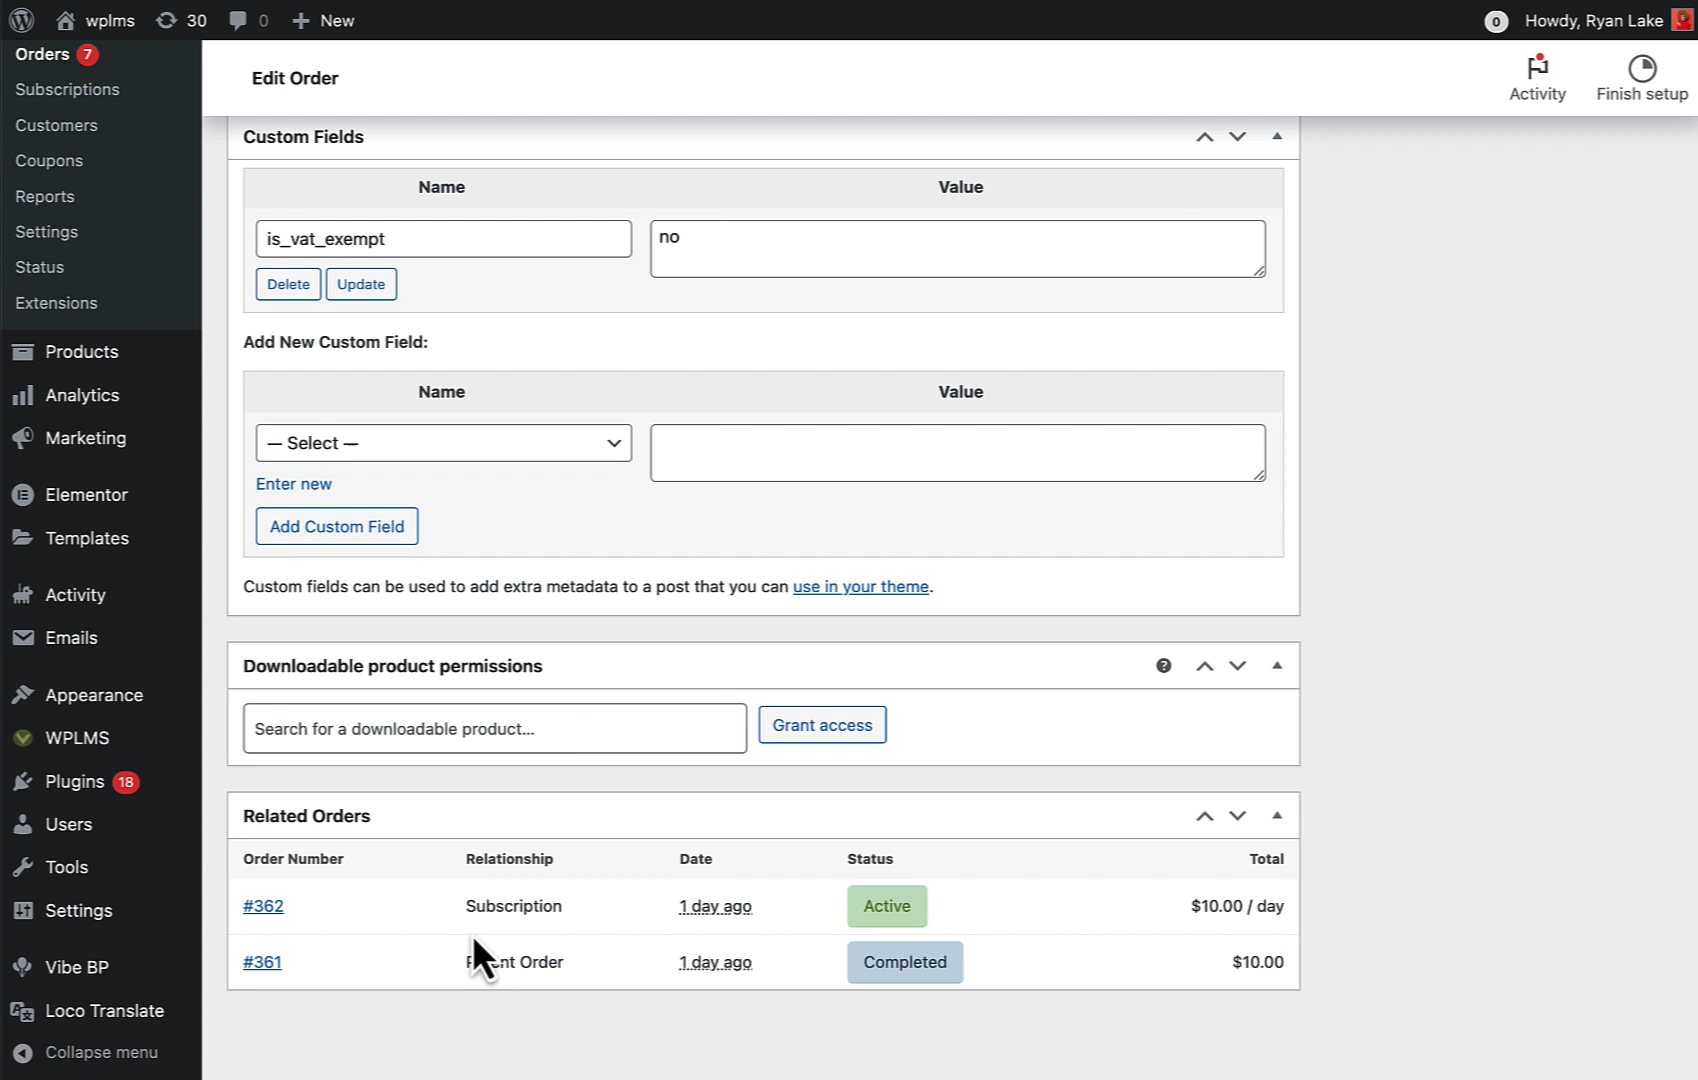 wplms 30 0 New
0 Howdy, Ryan Lake
Orders 7
Subscriptions
Customers
Coupons
Reports
Settings
Status
Extensions
Products
Analytics
Marketing
Elementor
Templates
Activity
Emails
Appearance
WPLMS
Plugins 18
Users
Tools
Settings
Vibe BP
Loco Translate
Collapse menu
Edit Order
Activity
Finish setup
Custom Fields
Name Value
is_vat_exempt no
Delete Update
Add New Custom Field:
Name Value
— Select —
Enter new
Add Custom Field
Custom fields can be used to add extra metadata to a post that you can use in your theme.
Downloadable product permissions
Search for a downloadable product...
Grant access
Related Orders
Order Number Relationship Date Status Total
#362 Subscription 1 day ago Active $10.00 / day
#361 Order 1 day ago Completed $10.00